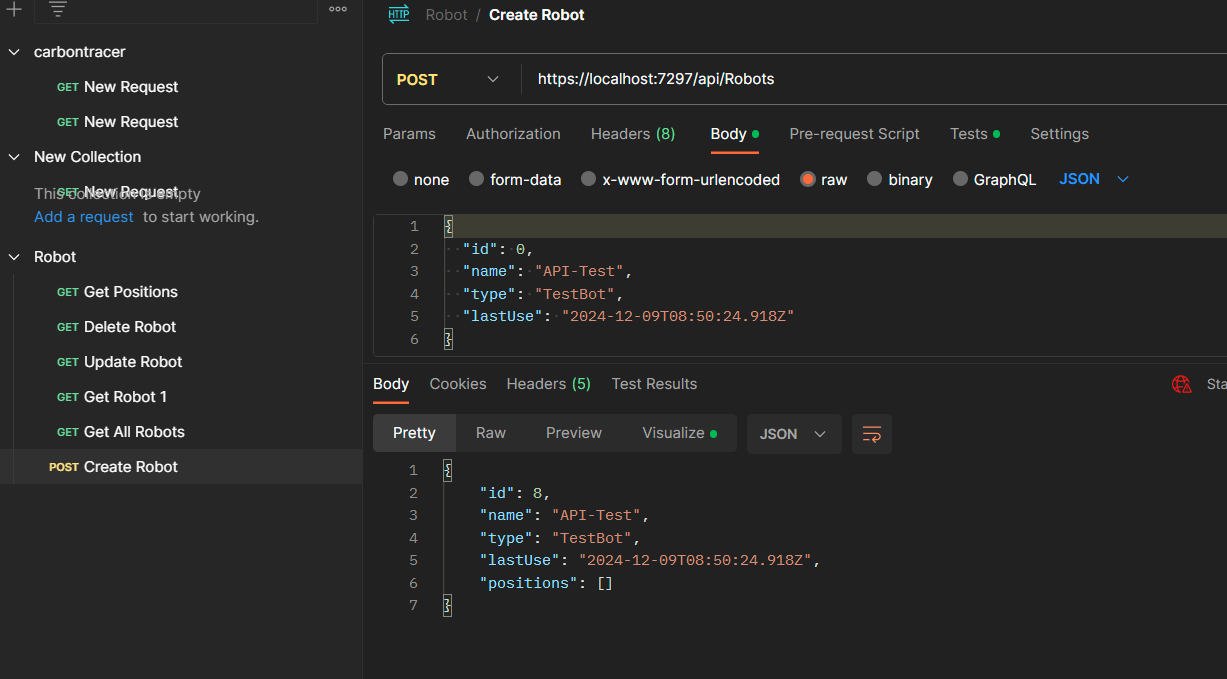 carbontracer
GET New Request
GET New Request
New Collection
GET New Request
This collection is empty
Add a request to start working.
Robot
GET Get Positions
GET Delete Robot
GET Update Robot
GET Get Robot 1
GET Get All Robots
POST Create Robot
HTTP Robot / Create Robot
POST https://localhost:7297/api/Robots
Params Authorization Headers (8) Body Pre-request Script Tests Settings
none form-data x-www-form-urlencoded raw binary GraphQL JSON
1 {
2 "id": 0,
3 "name": "API-Test",
4 "type": "TestBot",
5 "lastUse": "2024-12-09T08:50:24.918Z"
6 }
Body Cookies Headers (5) Test Results Sta
Pretty Raw Preview Visualize JSON
1 {
2 "id": 8,
3 "name": "API-Test",
4 "type": "TestBot",
5 "lastUse": "2024-12-09T08:50:24.918Z",
6 "positions": []
7 }